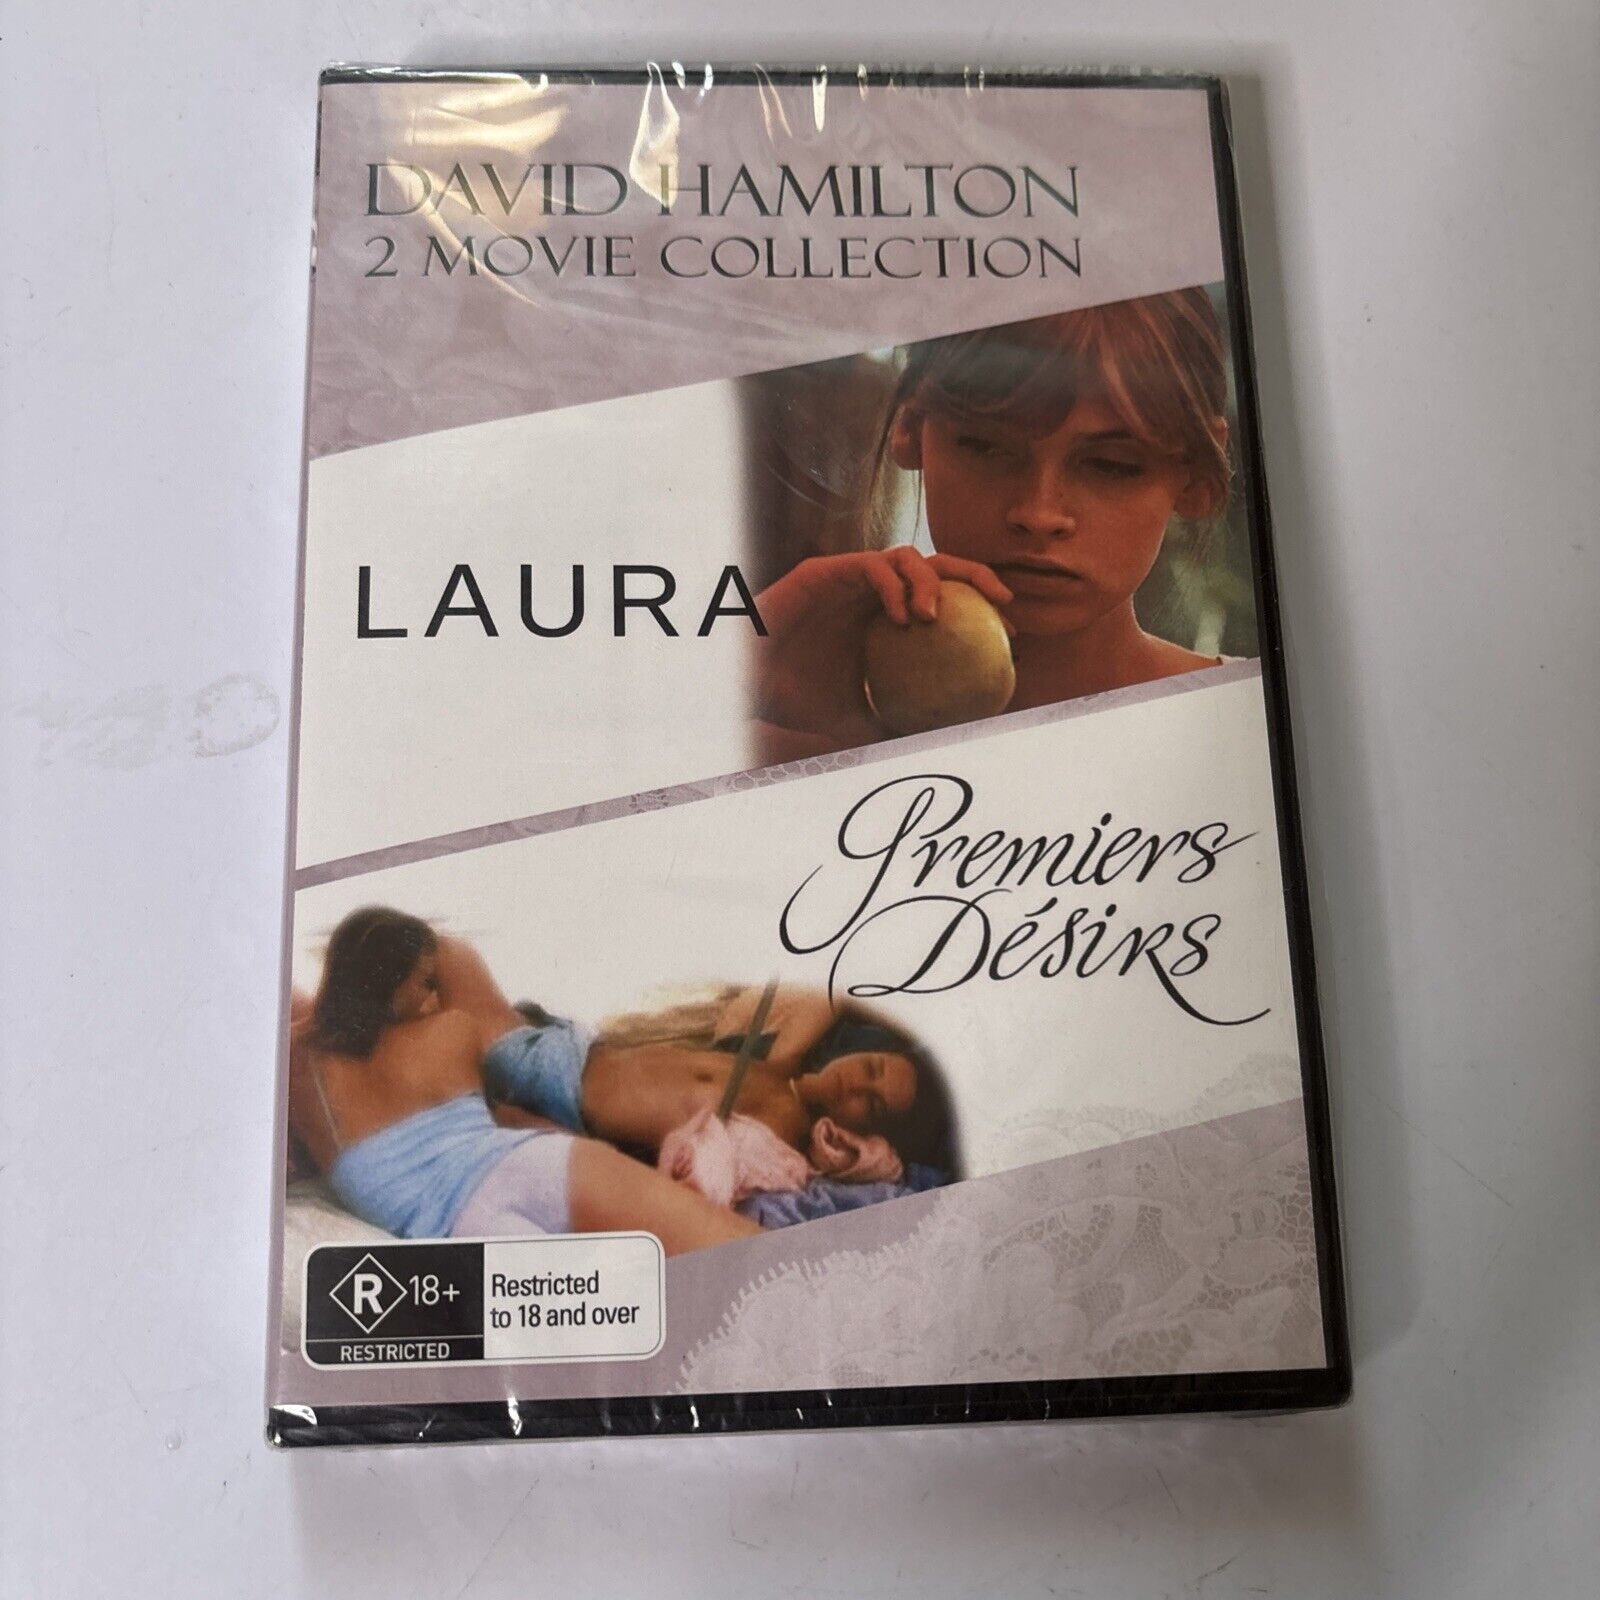 DAVID HAMILTON
2 MOVIE COLLECTION
LAURA
Premiers
Désirs
R 18+
RESTRICTED
Restricted
to 18 and over